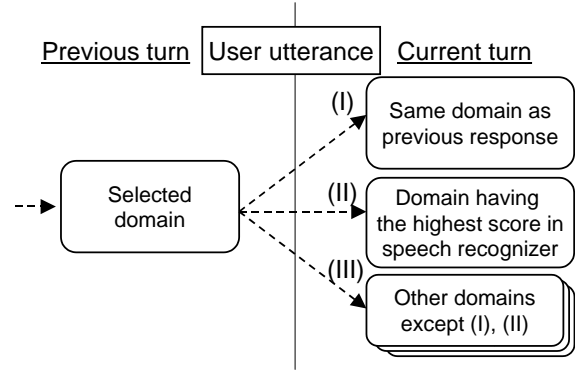 Previous turn
User utterance
Current turn
(I)
Same domain as
previous response
Selected
domain
(II)
Domain having
the highest score in
speech recognizer
(III)
Other domains
except (I), (II)